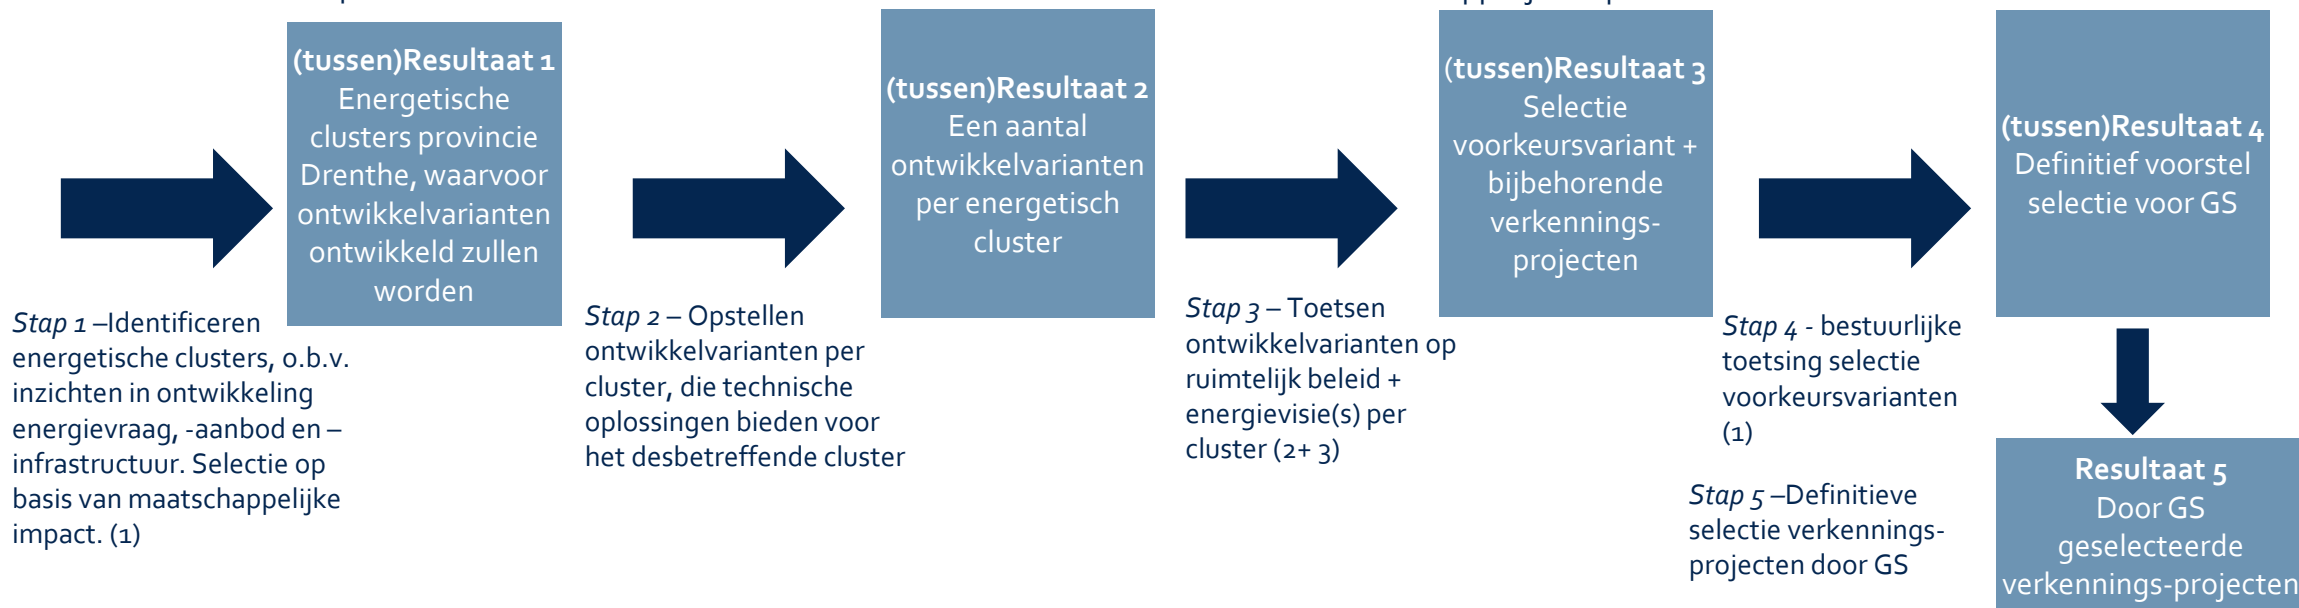 (tussen)Resultaat 1
Energetische
clusters provincie
Drenthe, waarvoor
ontwikkelvarianten
ontwikkeld zullen
worden
Stap 1 –Identificeren
energetische clusters, o.b.v.
inzichten in ontwikkeling
energievraag, -aanbod en –
infrastructuur. Selectie op
basis van maatschappelijke
impact. (1)
(tussen)Resultaat 2
Een aantal
ontwikkelvarianten
per energetisch
cluster
Stap 2 – Opstellen
ontwikkelvarianten per
cluster, die technische
oplossingen bieden voor
het desbetreffende cluster
(tussen)Resultaat 3
Selectie
voorkeursvariant +
bijbehorende
verkennings-
projecten
Stap 3 – Toetsen
ontwikkelvarianten op
ruimtelijk beleid +
energievisie(s) per
cluster (2+ 3)
(tussen)Resultaat 4
Definitief voorstel
selectie voor GS
Stap 4 - bestuurlijke
toetsing selectie
voorkeursvarianten
(1)
Stap 5 –Definitieve
selectie verkennings-
projecten door GS
Resultaat 5
Door GS
geselecteerde
verkennings-projecten